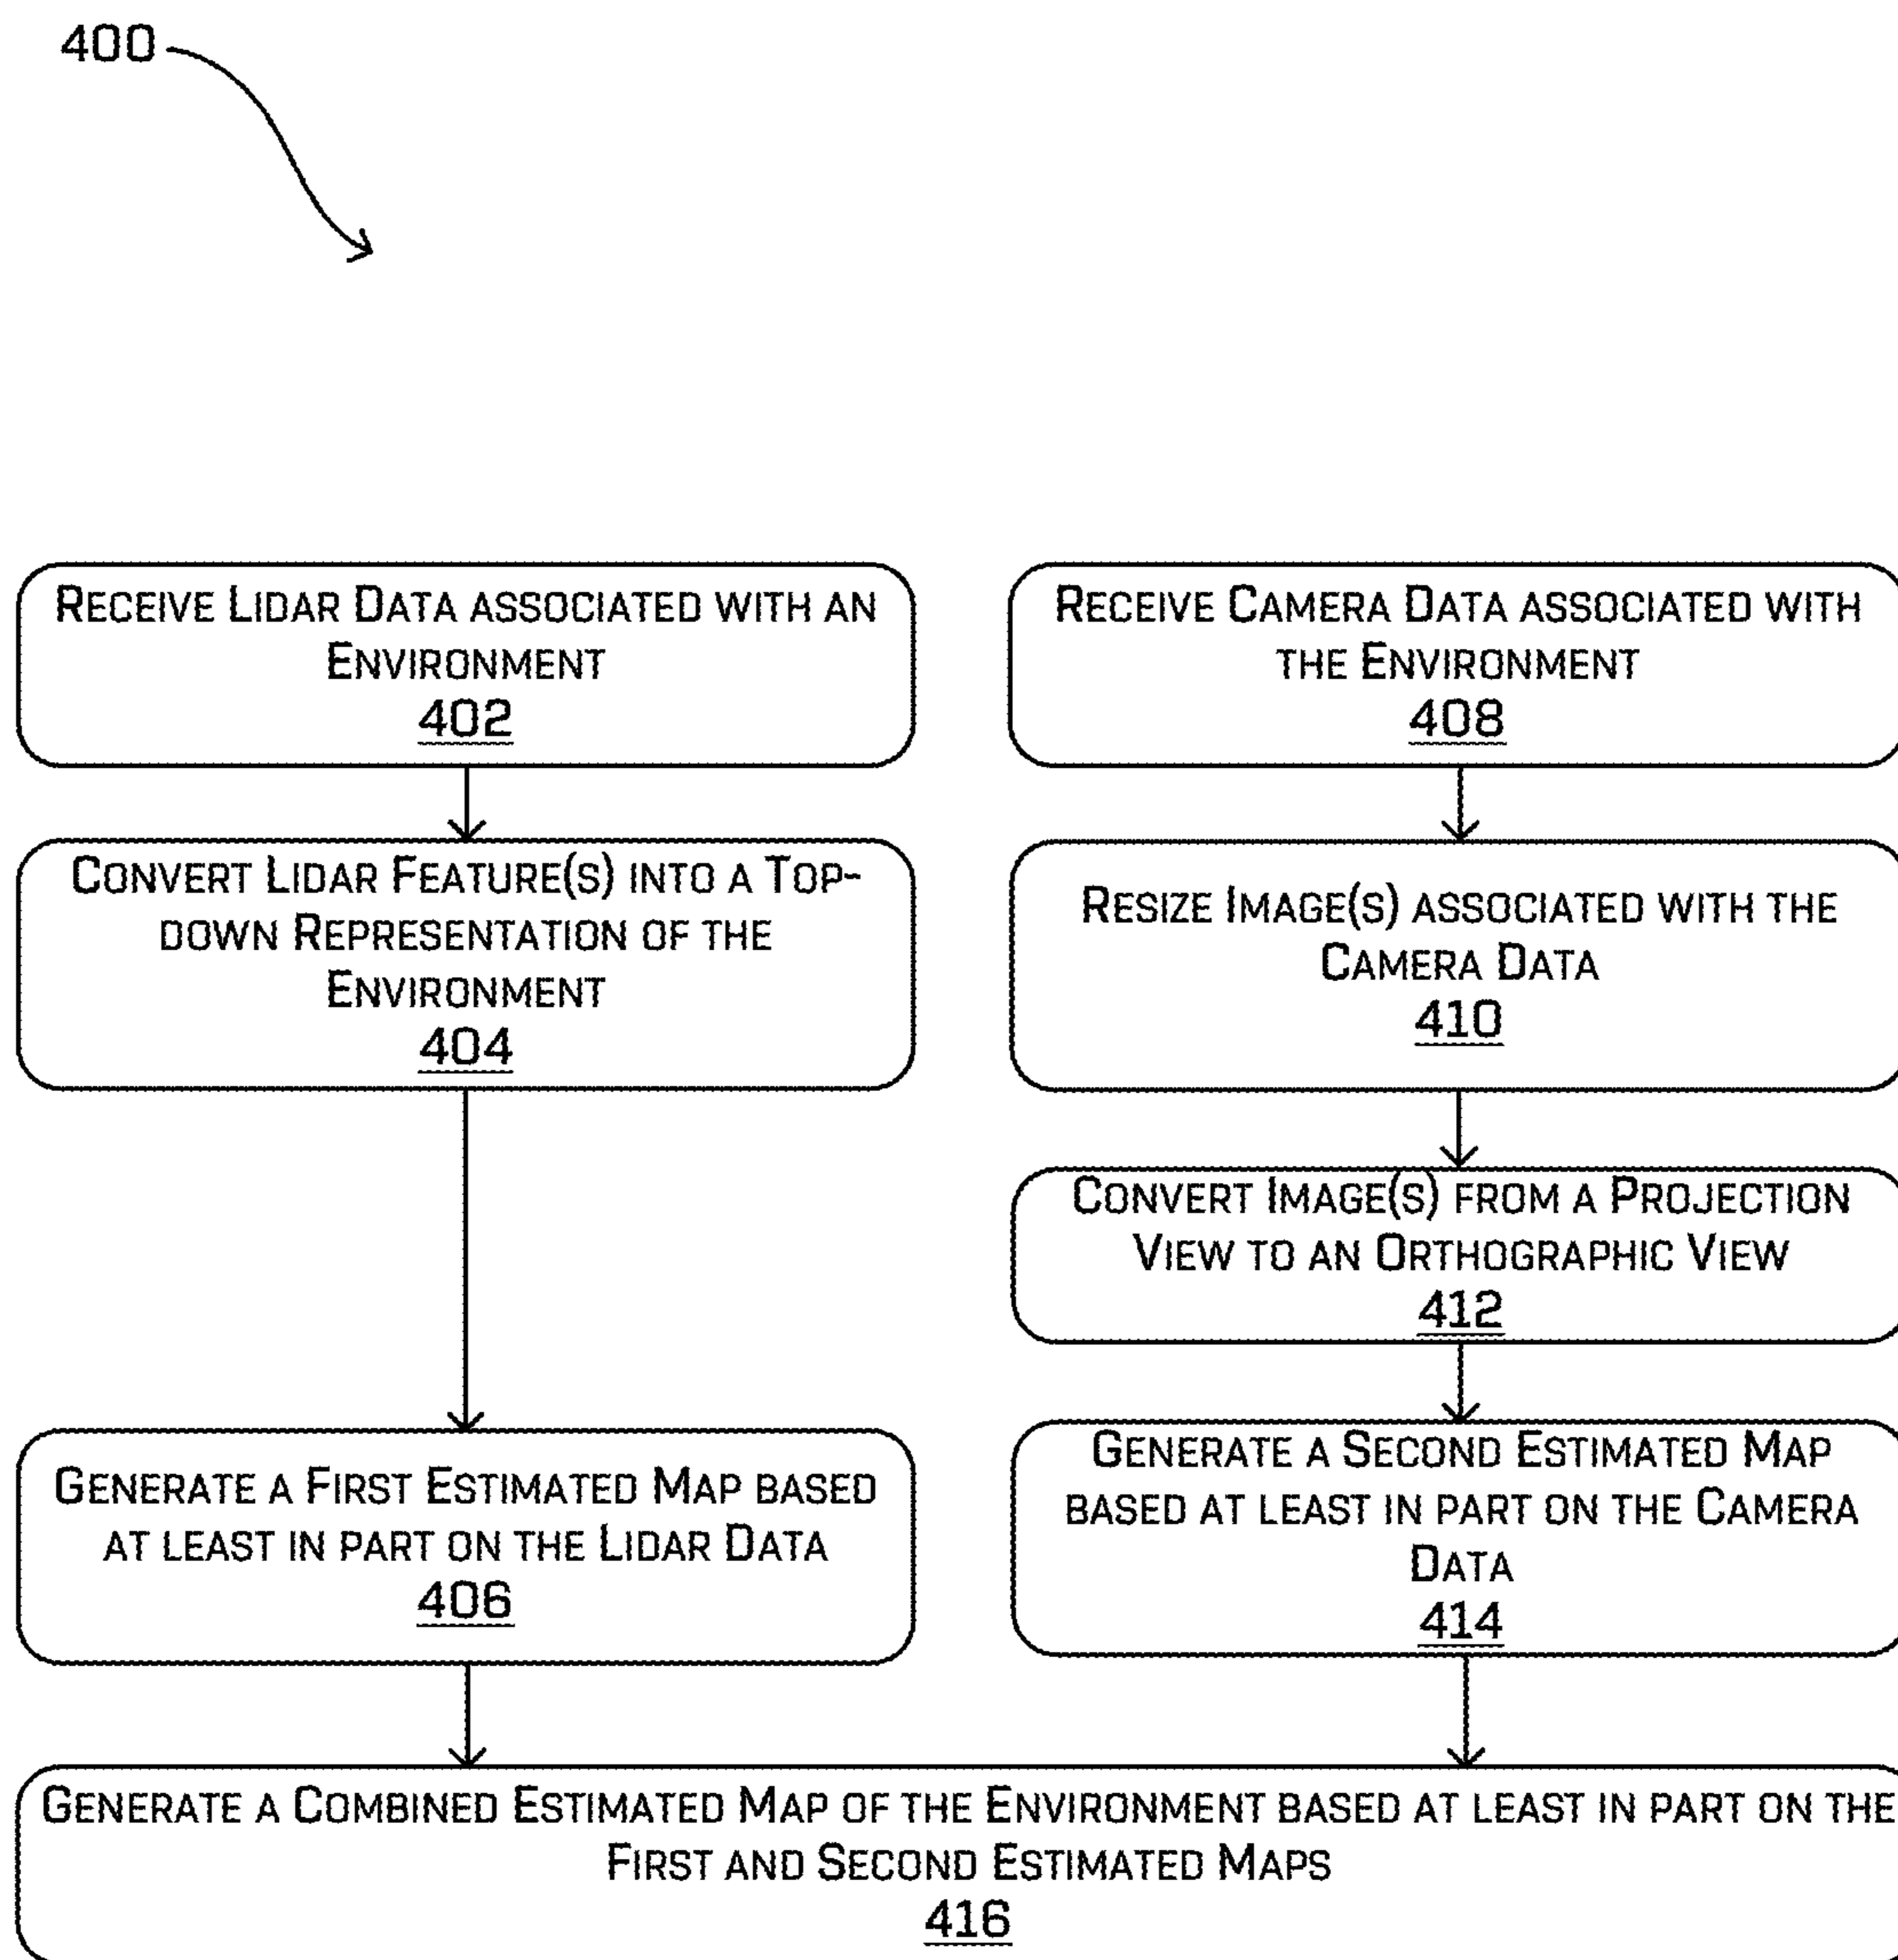 400
RECEIVE LIDAR DATA ASSOCIATED WITH AN
ENVIRONMENT
402
CONVERT LIDAR FEATURE(S) INTO A TOP-
DOWN REPRESENTATION OF THE
ENVIRONMENT
404
GENERATE A FIRST ESTIMATED MAP BASED
AT LEAST IN PART ON THE LIDAR DATA
406
RECEIVE CAMERA DATA ASSOCIATED WITH
THE ENVIRONMENT
408
RESIZE IMAGE(S) ASSOCIATED WITH THE
CAMERA DATA
410
CONVERT IMAGE(S) FROM A PROJECTION
VIEW TO AN ORTHOGRAPHIC VIEW
412
GENERATE A SECOND ESTIMATED MAP
BASED AT LEAST IN PART ON THE CAMERA
DATA
414
GENERATE A COMBINED ESTIMATED MAP OF THE ENVIRONMENT BASED AT LEAST IN PART ON THE
FIRST AND SECOND ESTIMATED MAPS
416